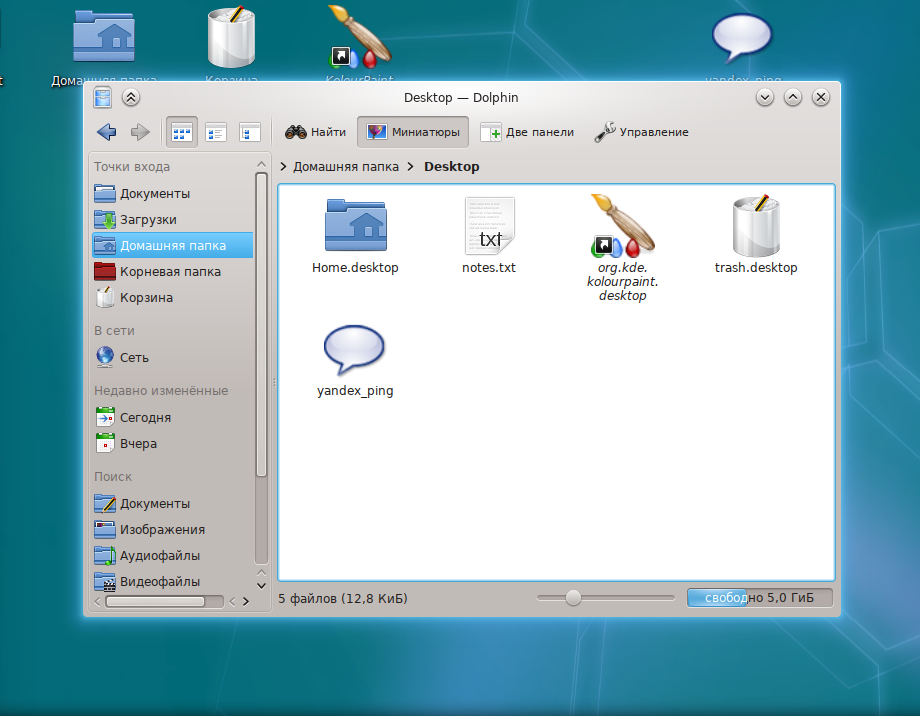 Домашняя папка
Корзина
KolourPaint
yandex_ping
Desktop — Dolphin
Найти
Миниатюры
Две панели
Управление
Точки входа
Документы
Загрузки
Домашняя папка
Корневая папка
Корзина
В сети
Сеть
Недавно изменённые
Сегодня
Вчера
Поиск
Документы
Изображения
Аудиофайлы
Видеофайлы
Домашняя папка > Desktop
Home.desktop
txt
notes.txt
org.kde.
kolourpaint.
desktop
trash.desktop
yandex_ping
5 файлов (12,8 КиБ)
свободно 5,0 ГиБ